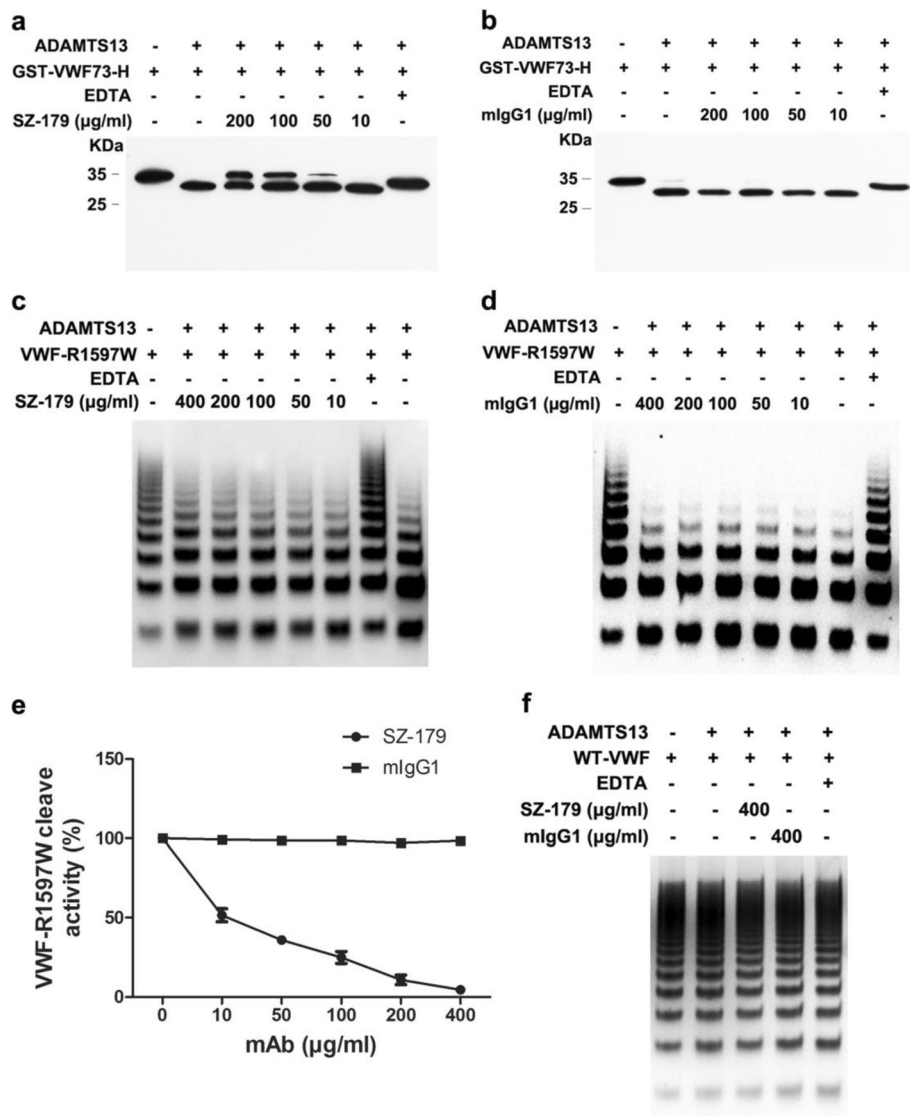 a
ADAMTS13 - + + + + + +
GST-VWF73-H + + + + + + +
EDTA - - - - - - +
SZ-179 (µg/ml) - - 200 100 50 10 -
KDa
35
25
b
ADAMTS13 - + + + + + +
GST-VWF73-H + + + + + + +
EDTA - - - - - - +
mIgG1 (µg/ml) - - 200 100 50 10 -
KDa
35
25
c
ADAMTS13 - + + + + + + +
VWF-R1597W + + + + + + + +
EDTA - - - - - - + -
SZ-179 (µg/ml) - 400 200 100 50 10 - -
d
ADAMTS13 - + + + + + + +
VWF-R1597W + + + + + + + +
EDTA - - - - - - - +
mIgG1 (µg/ml) - 400 200 100 50 10 - -
e
SZ-179
mIgG1
VWF-R1597W cleave
activity (%)
150
100
50
0
0 10 50 100 200 400
mAb (µg/ml)
f
ADAMTS13 - + + + +
WT-VWF + + + + +
EDTA - - - - +
SZ-179 (µg/ml) - - 400 - -
mIgG1 (µg/ml) - - - 400 -